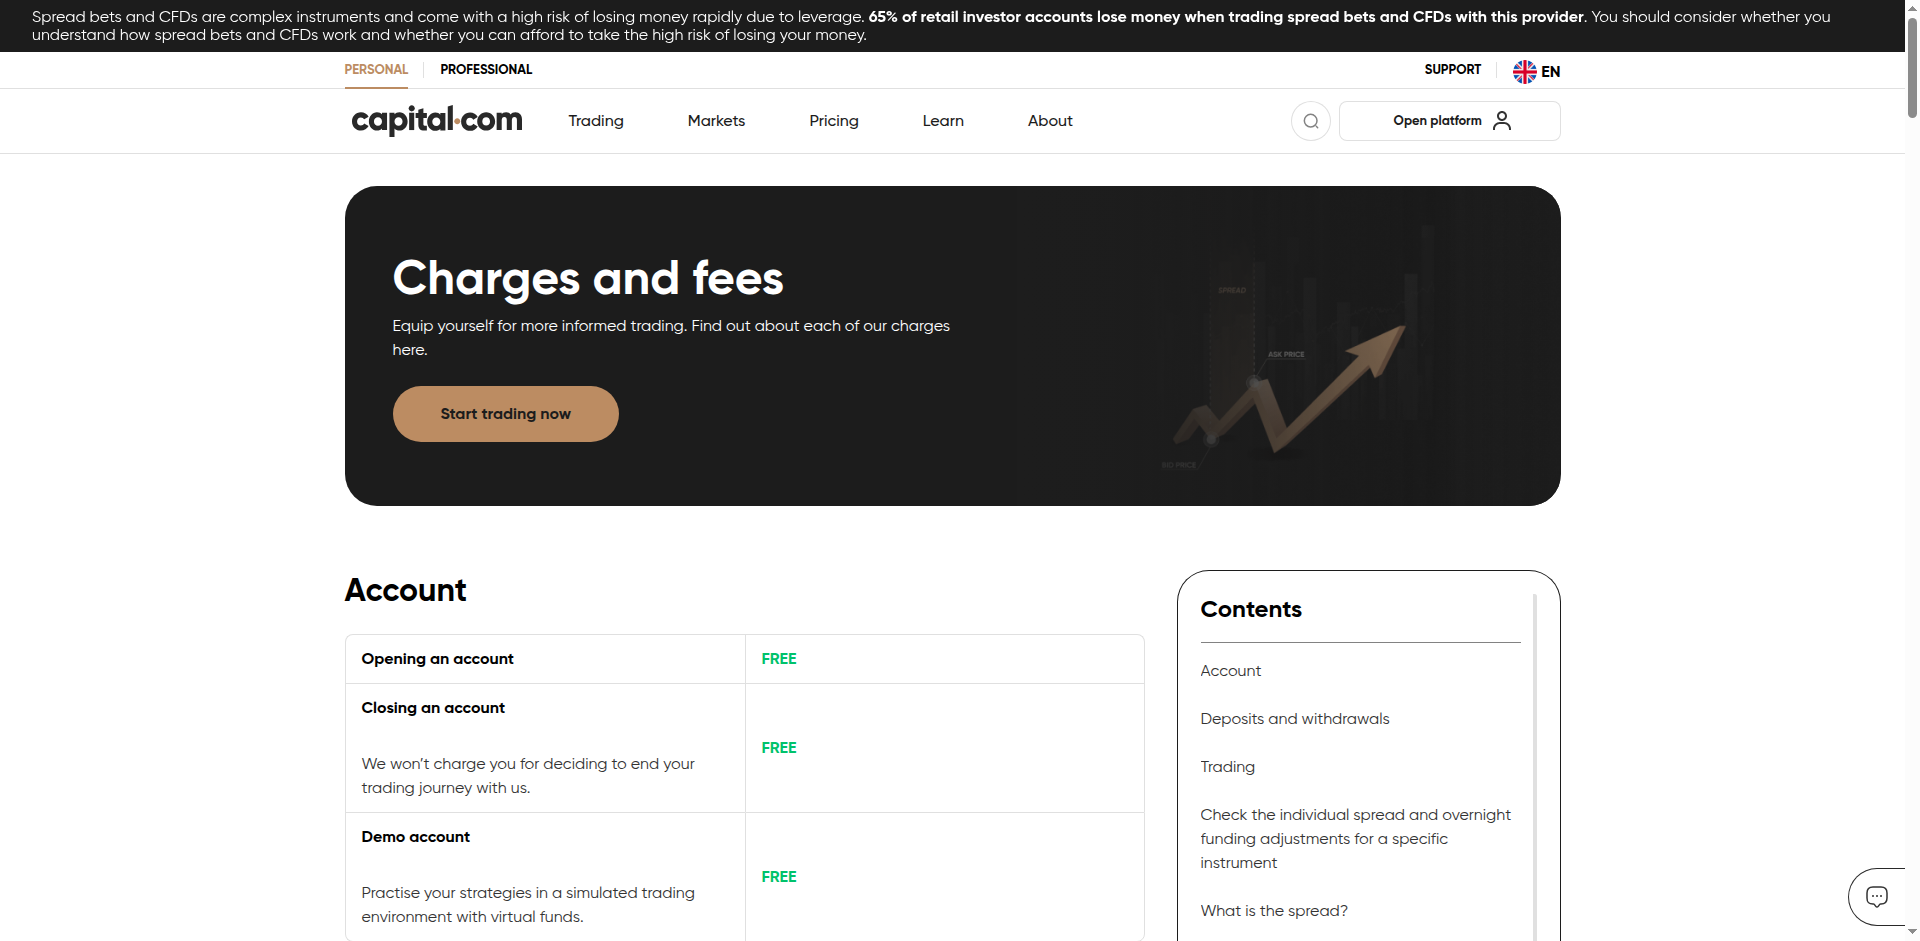 Spread bets and CFDs are complex instruments and come with a high risk of losing money rapidly due to leverage. 65% of retail investor accounts lose money when trading spread bets and CFDs with this provider. You should consider whether you
understand how spread bets and CFDs work and whether you can afford to take the high risk of losing your money.
PERSONAL PROFESSIONAL SUPPORT EN
capital.com Trading Markets Pricing Learn About Open platform
Charges and fees
Equip yourself for more informed trading. Find out about each of our charges
here.
Start trading now
SPREAD
ASK PRICE
BID PRICE
Account
Opening an account FREE
Closing an account
FREE
We won’t charge you for deciding to end your
trading journey with us.
Demo account
FREE
Practise your strategies in a simulated trading
environment with virtual funds.
Contents
Account
Deposits and withdrawals
Trading
Check the individual spread and overnight
funding adjustments for a specific
instrument
What is the spread?